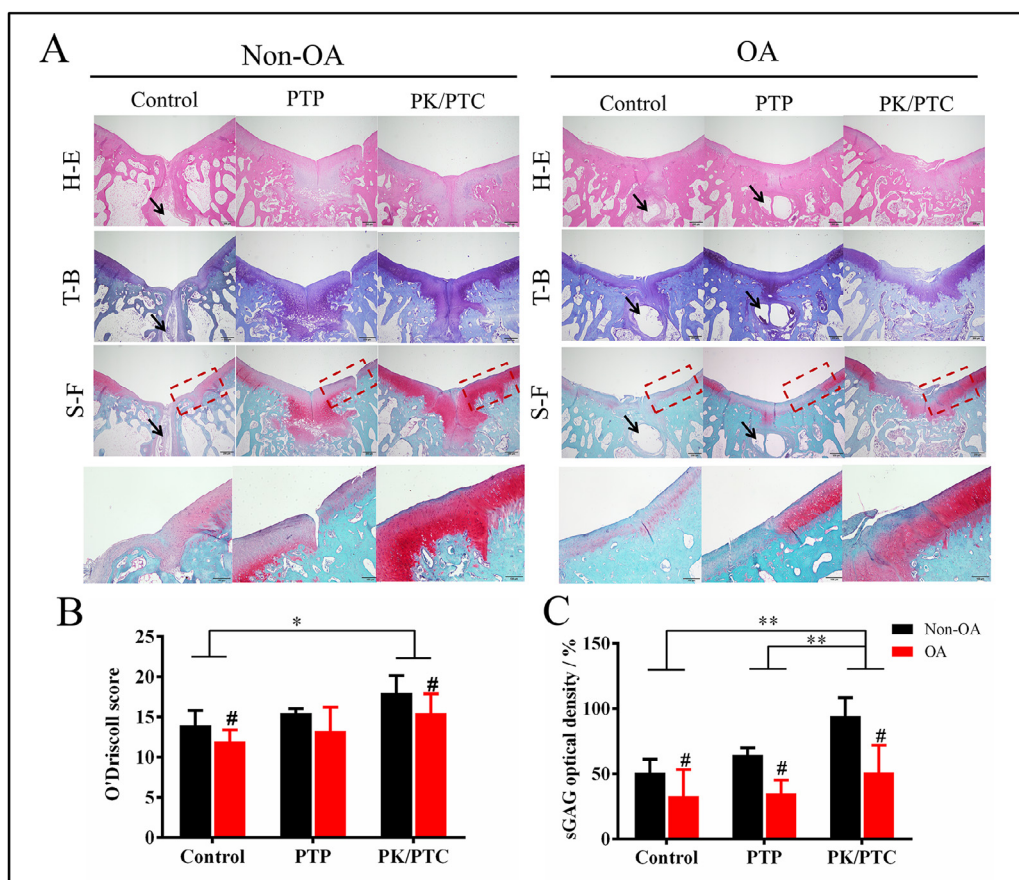 A
Non-OA
OA
Control PTP PK/PTC
Control PTP PK/PTC
H-E
H-E
T-B
T-B
S-F
S-F
B
O'Driscoll score
25
20
15
10
5
0
*
#
#
Control PTP PK/PTC
C
sGAG optical density / %
150
100
50
0
**
**
Non-OA
OA
#
#
#
Control PTP PK/PTC